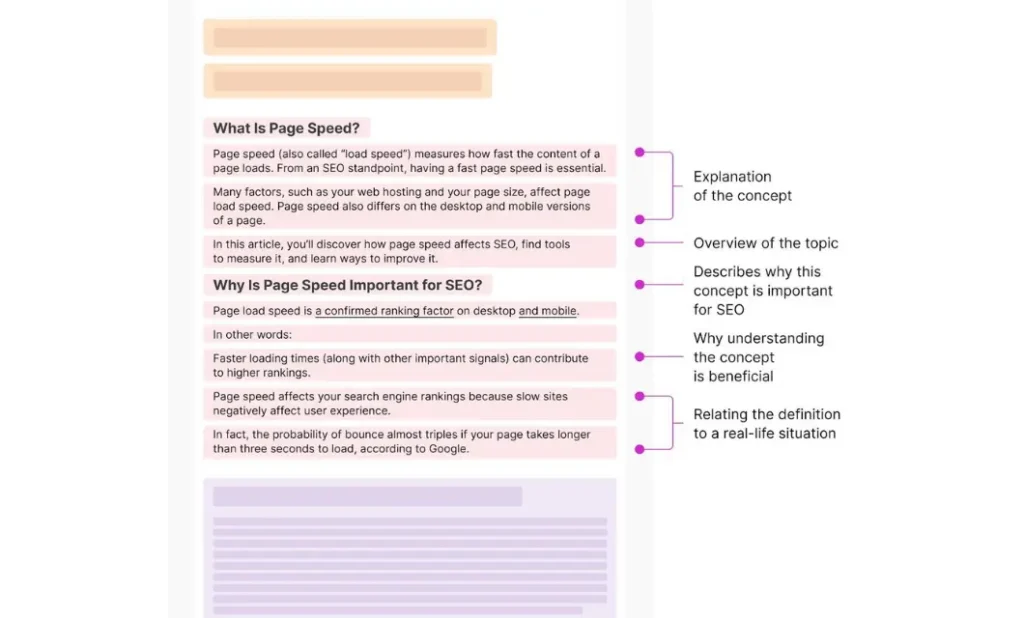 What Is Page Speed?
Page speed (also called “load speed”) measures how fast the content of a
page loads. From an SEO standpoint, having a fast page speed is essential.
Many factors, such as your web hosting and your page size, affect page
load speed. Page speed also differs on the desktop and mobile versions
of a page.
In this article, you’ll discover how page speed affects SEO, find tools
to measure it, and learn ways to improve it.
Why Is Page Speed Important for SEO?
Page load speed is a confirmed ranking factor on desktop and mobile.
In other words:
Faster loading times (along with other important signals) can contribute
to higher rankings.
Page speed affects your search engine rankings because slow sites
negatively affect user experience.
In fact, the probability of bounce almost triples if your page takes longer
than three seconds to load, according to Google.
Explanation
of the concept
Overview of the topic
Describes why this
concept is important
for SEO
Why understanding
the concept
is beneficial
Relating the definition
to a real-life situation